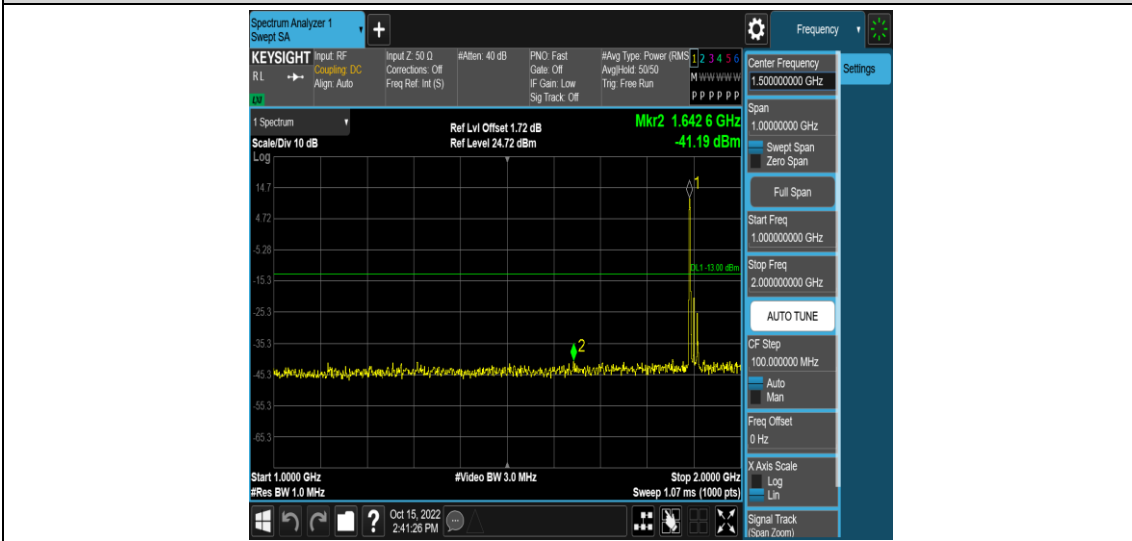 Spectrum Analyzer 1
Swept SA
+
Frequency
KEYSIGHT
RL
LXI
Input: RF
Coupling: DC
Align: Auto
Input Z: 50 Ω
Corrections: Off
Freq Ref: Int (S)
#Atten: 40 dB
PNO: Fast
Gate: Off
IF Gain: Low
Sig Track: Off
#Avg Type: Power (RMS
Avg|Hold: 50/50
Trig: Free Run
1 2 3 4 5 6
M W W W W W
P P P P P P
1 Spectrum
Scale/Div 10 dB
Log
Ref Lvl Offset 1.72 dB
Ref Level 24.72 dBm
Mkr2 1.642 6 GHz
-41.19 dBm
14.7
4.72
-5.28
-15.3
-25.3
-35.3
-45.3
-55.3
-65.3
1
DL1 -13.00 dBm
2
Start 1.0000 GHz
#Res BW 1.0 MHz
#Video BW 3.0 MHz
Stop 2.0000 GHz
Sweep 1.07 ms (1000 pts)
?
Oct 15, 2022
2:41:26 PM
Center Frequency
1.500000000 GHz
Span
1.00000000 GHz
Swept Span
Zero Span
Full Span
Start Freq
1.000000000 GHz
Stop Freq
2.000000000 GHz
AUTO TUNE
CF Step
100.000000 MHz
Auto
Man
Freq Offset
0 Hz
X Axis Scale
Log
Lin
Signal Track
(Span Zoom)
Settings